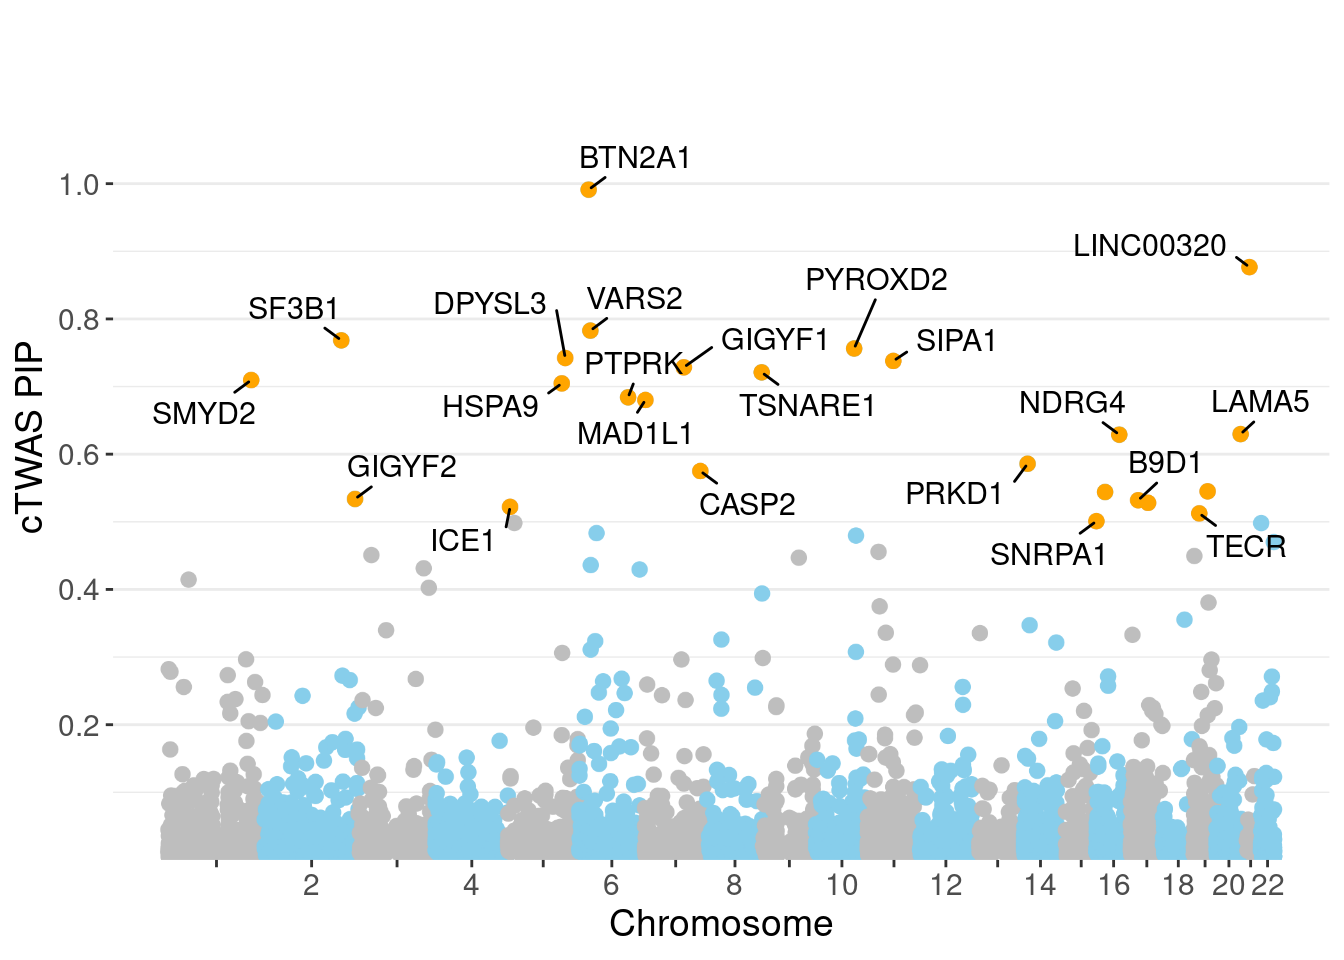 BTN2A1
1.0
LINC00320
PYROXD2
SF3B1
DPYSL3
VARS2
0.8
GIGYF1
SIPA1
PTPRK
SMYD2
HSPA9
TSNARE1
NDRG4
LAMA5
MAD1L1
cTWAS PIP
0.6
GIGYF2
B9D1
CASP2
PRKD1
ICE1
SNRPA1
TECR
0.4
0.2
2 4 6 8 10 12 14 16 18 20 22
Chromosome